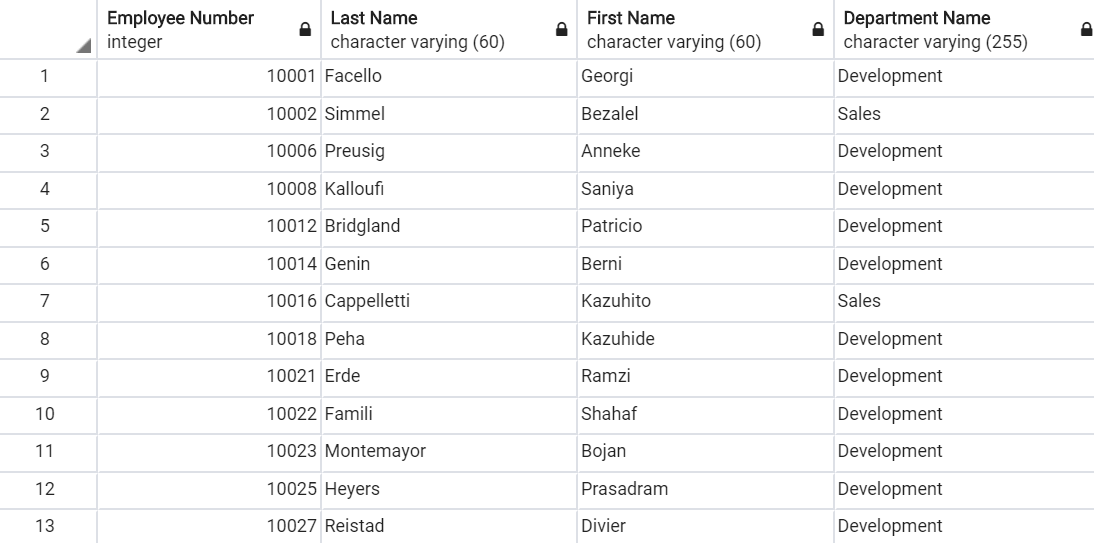 Employee Number Last Name First Name Department Name
integer character varying (60) character varying (60) character varying (255)
1 10001 Facello Georgi Development
2 10002 Simmel Bezalel Sales
3 10006 Preusig Anneke Development
4 10008 Kalloufi Saniya Development
5 10012 Bridgland Patricio Development
6 10014 Genin Berni Development
7 10016 Cappelletti Kazuhito Sales
8 10018 Peha Kazuhide Development
9 10021 Erde Ramzi Development
10 10022 Famili Shahaf Development
11 10023 Montemayor Bojan Development
12 10025 Heyers Prasadram Development
13 10027 Reistad Divier Development